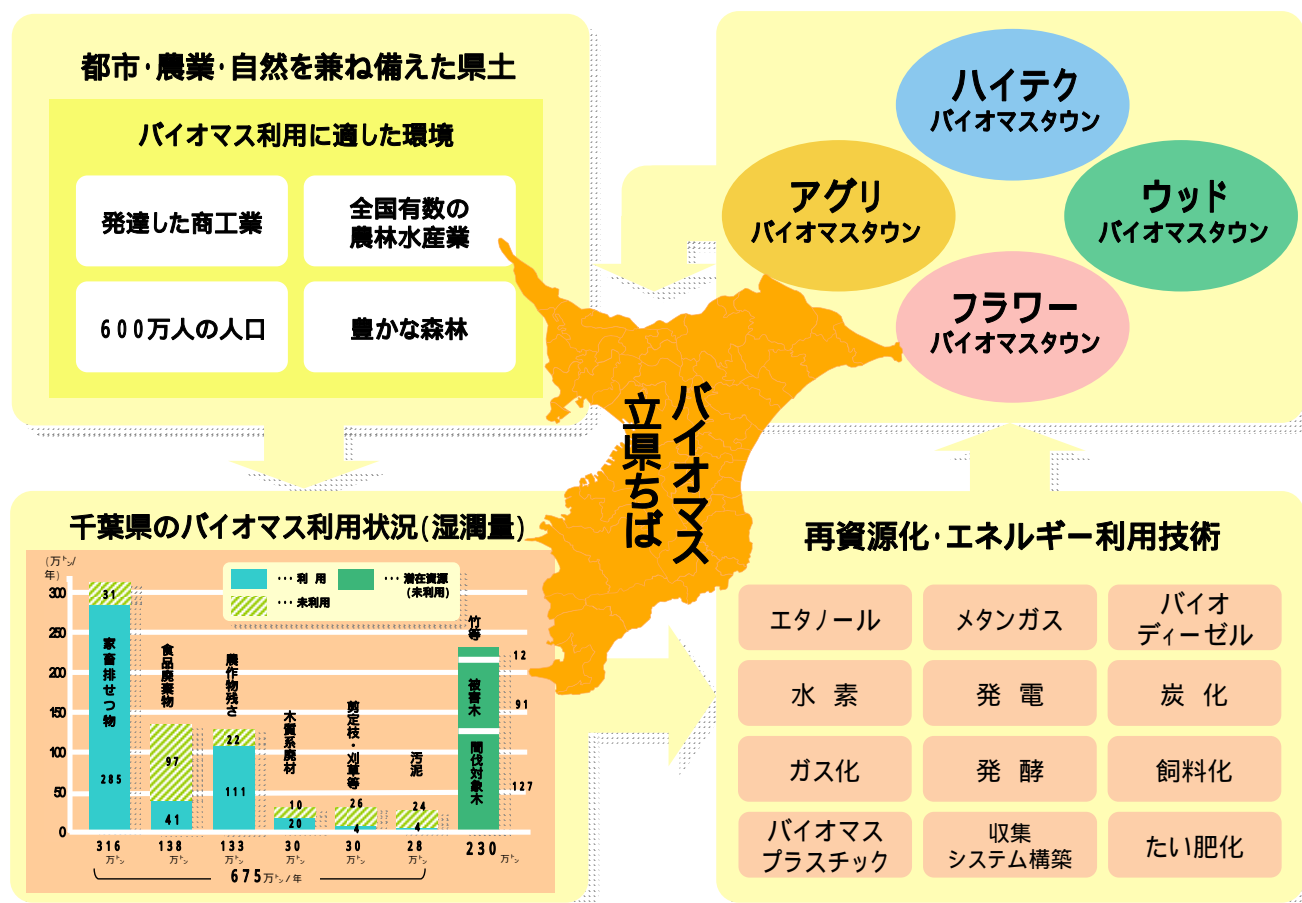 都市・農業・自然を兼ね備えた県土
バイオマス利用に適した環境
発達した商工業
全国有数の
農林水産業
600万人の人口
豊かな森林
ハイテク
バイオマスタウン
アグリ
バイオマスタウン
ウッド
バイオマスタウン
フラワー
バイオマスタウン
バイオマス
立県ちば
千葉県のバイオマス利用状況(湿潤量)
(万㌧/
年)
300
250
200
150
100
50
0
…利 用
…未利用
…潜在資源
(未利用)
家畜排せつ物
31
285
食品廃棄物
97
41
農作物残さ
22
111
木質系廃材
10
20
剪定枝・刈草等
26
4
汚泥
24
4
竹等
12
被害木
91
間伐対象木
127
316
万㌧
138
万㌧
133
万㌧
30
万㌧
30
万㌧
28
万㌧
230万㌧
675万㌧/年
再資源化・エネルギー利用技術
エタノール
メタンガス
バイオ
ディーゼル
水 素
発 電
炭 化
ガス化
発 酵
飼料化
バイオマス
プラスチック
収集
システム構築
たい肥化